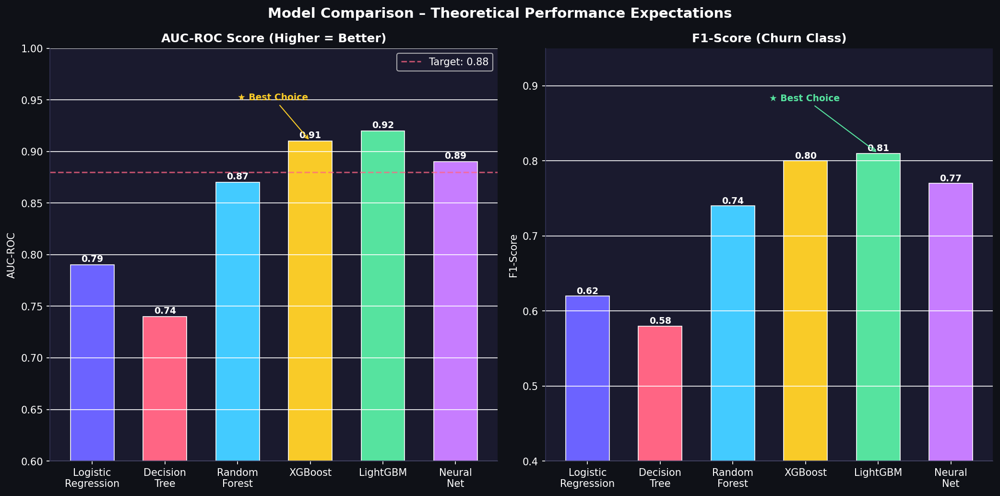 Model Comparison – Theoretical Performance Expectations
AUC-ROC Score (Higher = Better)
Target: 0.88
★ Best Choice
AUC-ROC
1.00
0.95
0.90
0.85
0.80
0.75
0.70
0.65
0.60
0.79
0.74
0.87
0.91
0.92
0.89
Logistic
Regression
Decision
Tree
Random
Forest
XGBoost
LightGBM
Neural
Net
F1-Score (Churn Class)
★ Best Choice
F1-Score
0.9
0.8
0.7
0.6
0.5
0.4
0.62
0.58
0.74
0.80
0.81
0.77
Logistic
Regression
Decision
Tree
Random
Forest
XGBoost
LightGBM
Neural
Net